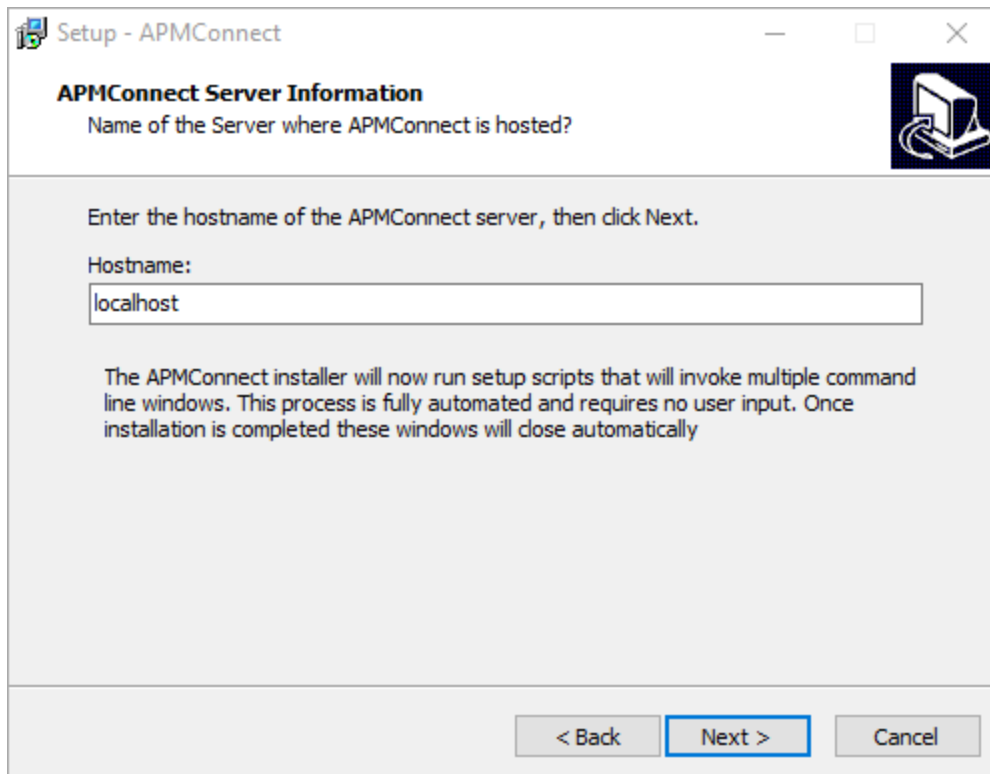 Setup - APMConnect
APMConnect Server Information
Name of the Server where APMConnect is hosted?
Enter the hostname of the APMConnect server, then click Next.
Hostname:
localhost
The APMConnect installer will now run setup scripts that will invoke multiple command
line windows. This process is fully automated and requires no user input. Once
installation is completed these windows will close automatically
< Back Next > Cancel